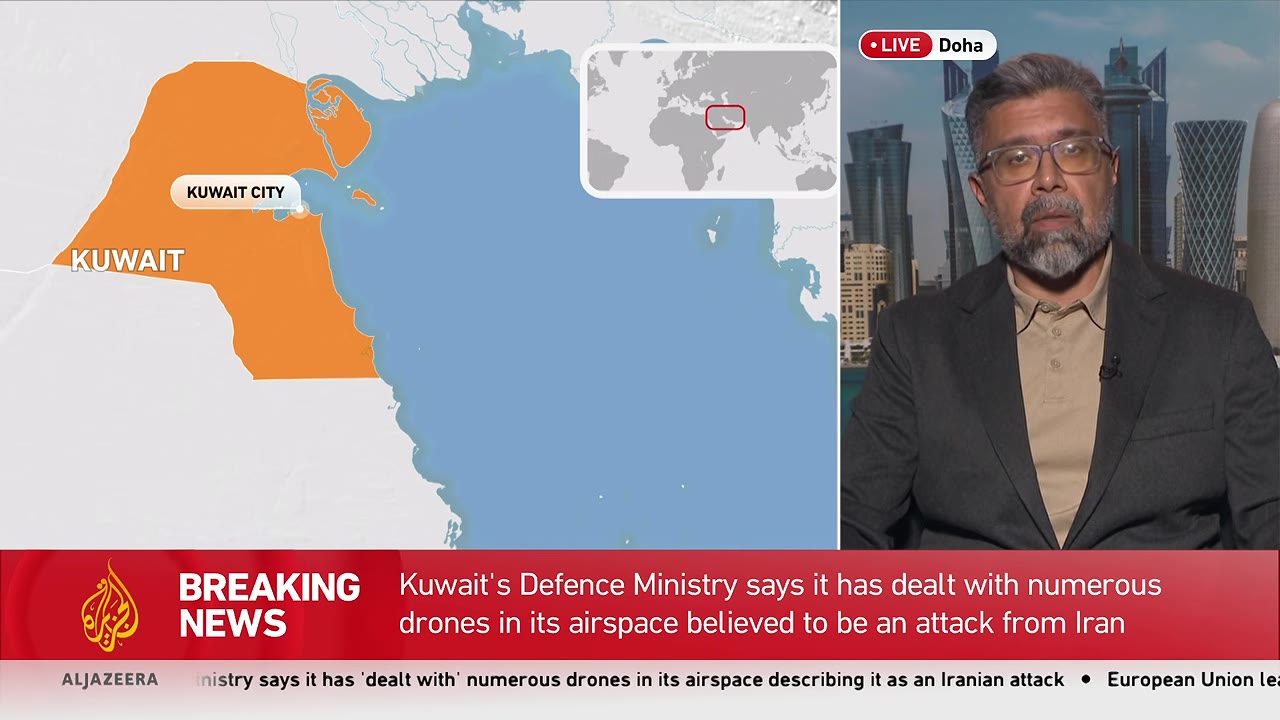 • LIVE Doha
KUWAIT CITY
KUWAIT
BREAKING
NEWS
Kuwait's Defence Ministry says it has dealt with numerous
drones in its airspace believed to be an attack from Iran
ALJAZEERA
says it has 'dealt with' numerous drones in its airspace describing it as an Iranian attack • European Union